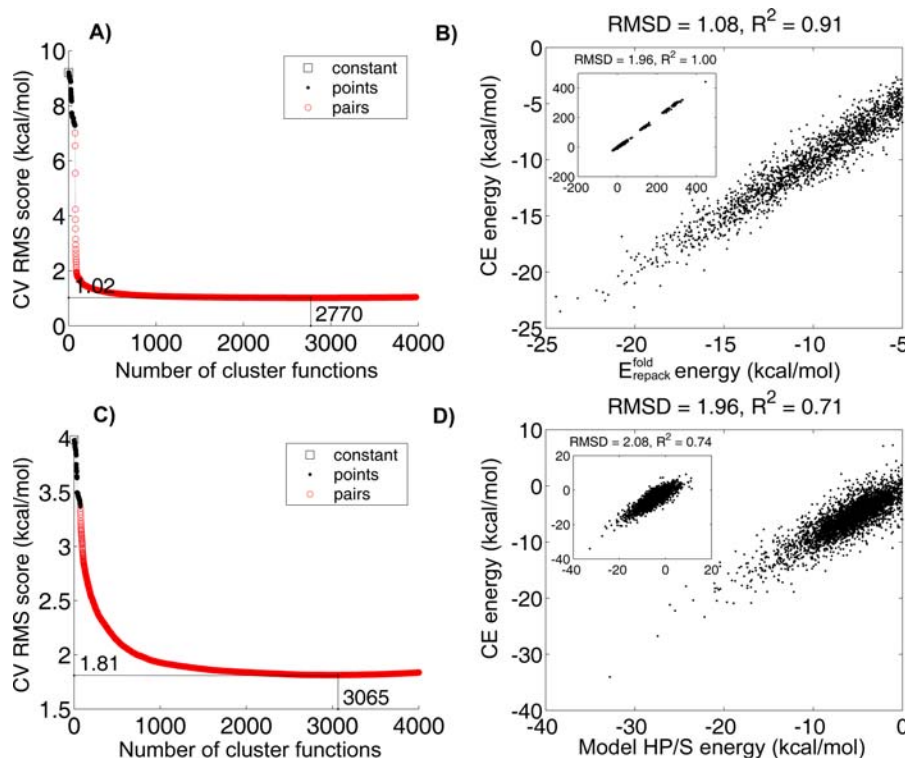 A)
CV RMS score (kcal/mol)
10
8
6
4
2
0
constant
points
pairs
1.02
2770
0 1000 2000 3000 4000
Number of cluster functions
B)
RMSD = 1.08, R² = 0.91
CE energy (kcal/mol)
0
-5
-10
-15
-20
-25
RMSD = 1.96, R² = 1.00
400
200
0
-200
-200 0 200 400
-25 -20 -15 -10 -5
E fold repack energy (kcal/mol)
C)
CV RMS score (kcal/mol)
4
3.5
3
2.5
2
1.5
constant
points
pairs
1.81
3065
0 1000 2000 3000 4000
Number of cluster functions
D)
RMSD = 1.96, R² = 0.71
CE energy (kcal/mol)
10
0
-10
-20
-30
-40
RMSD = 2.08, R² = 0.74
20
0
-20
-40
-40 -20 0 20
-40 -30 -20 -10 0
Model HP/S energy (kcal/mol)